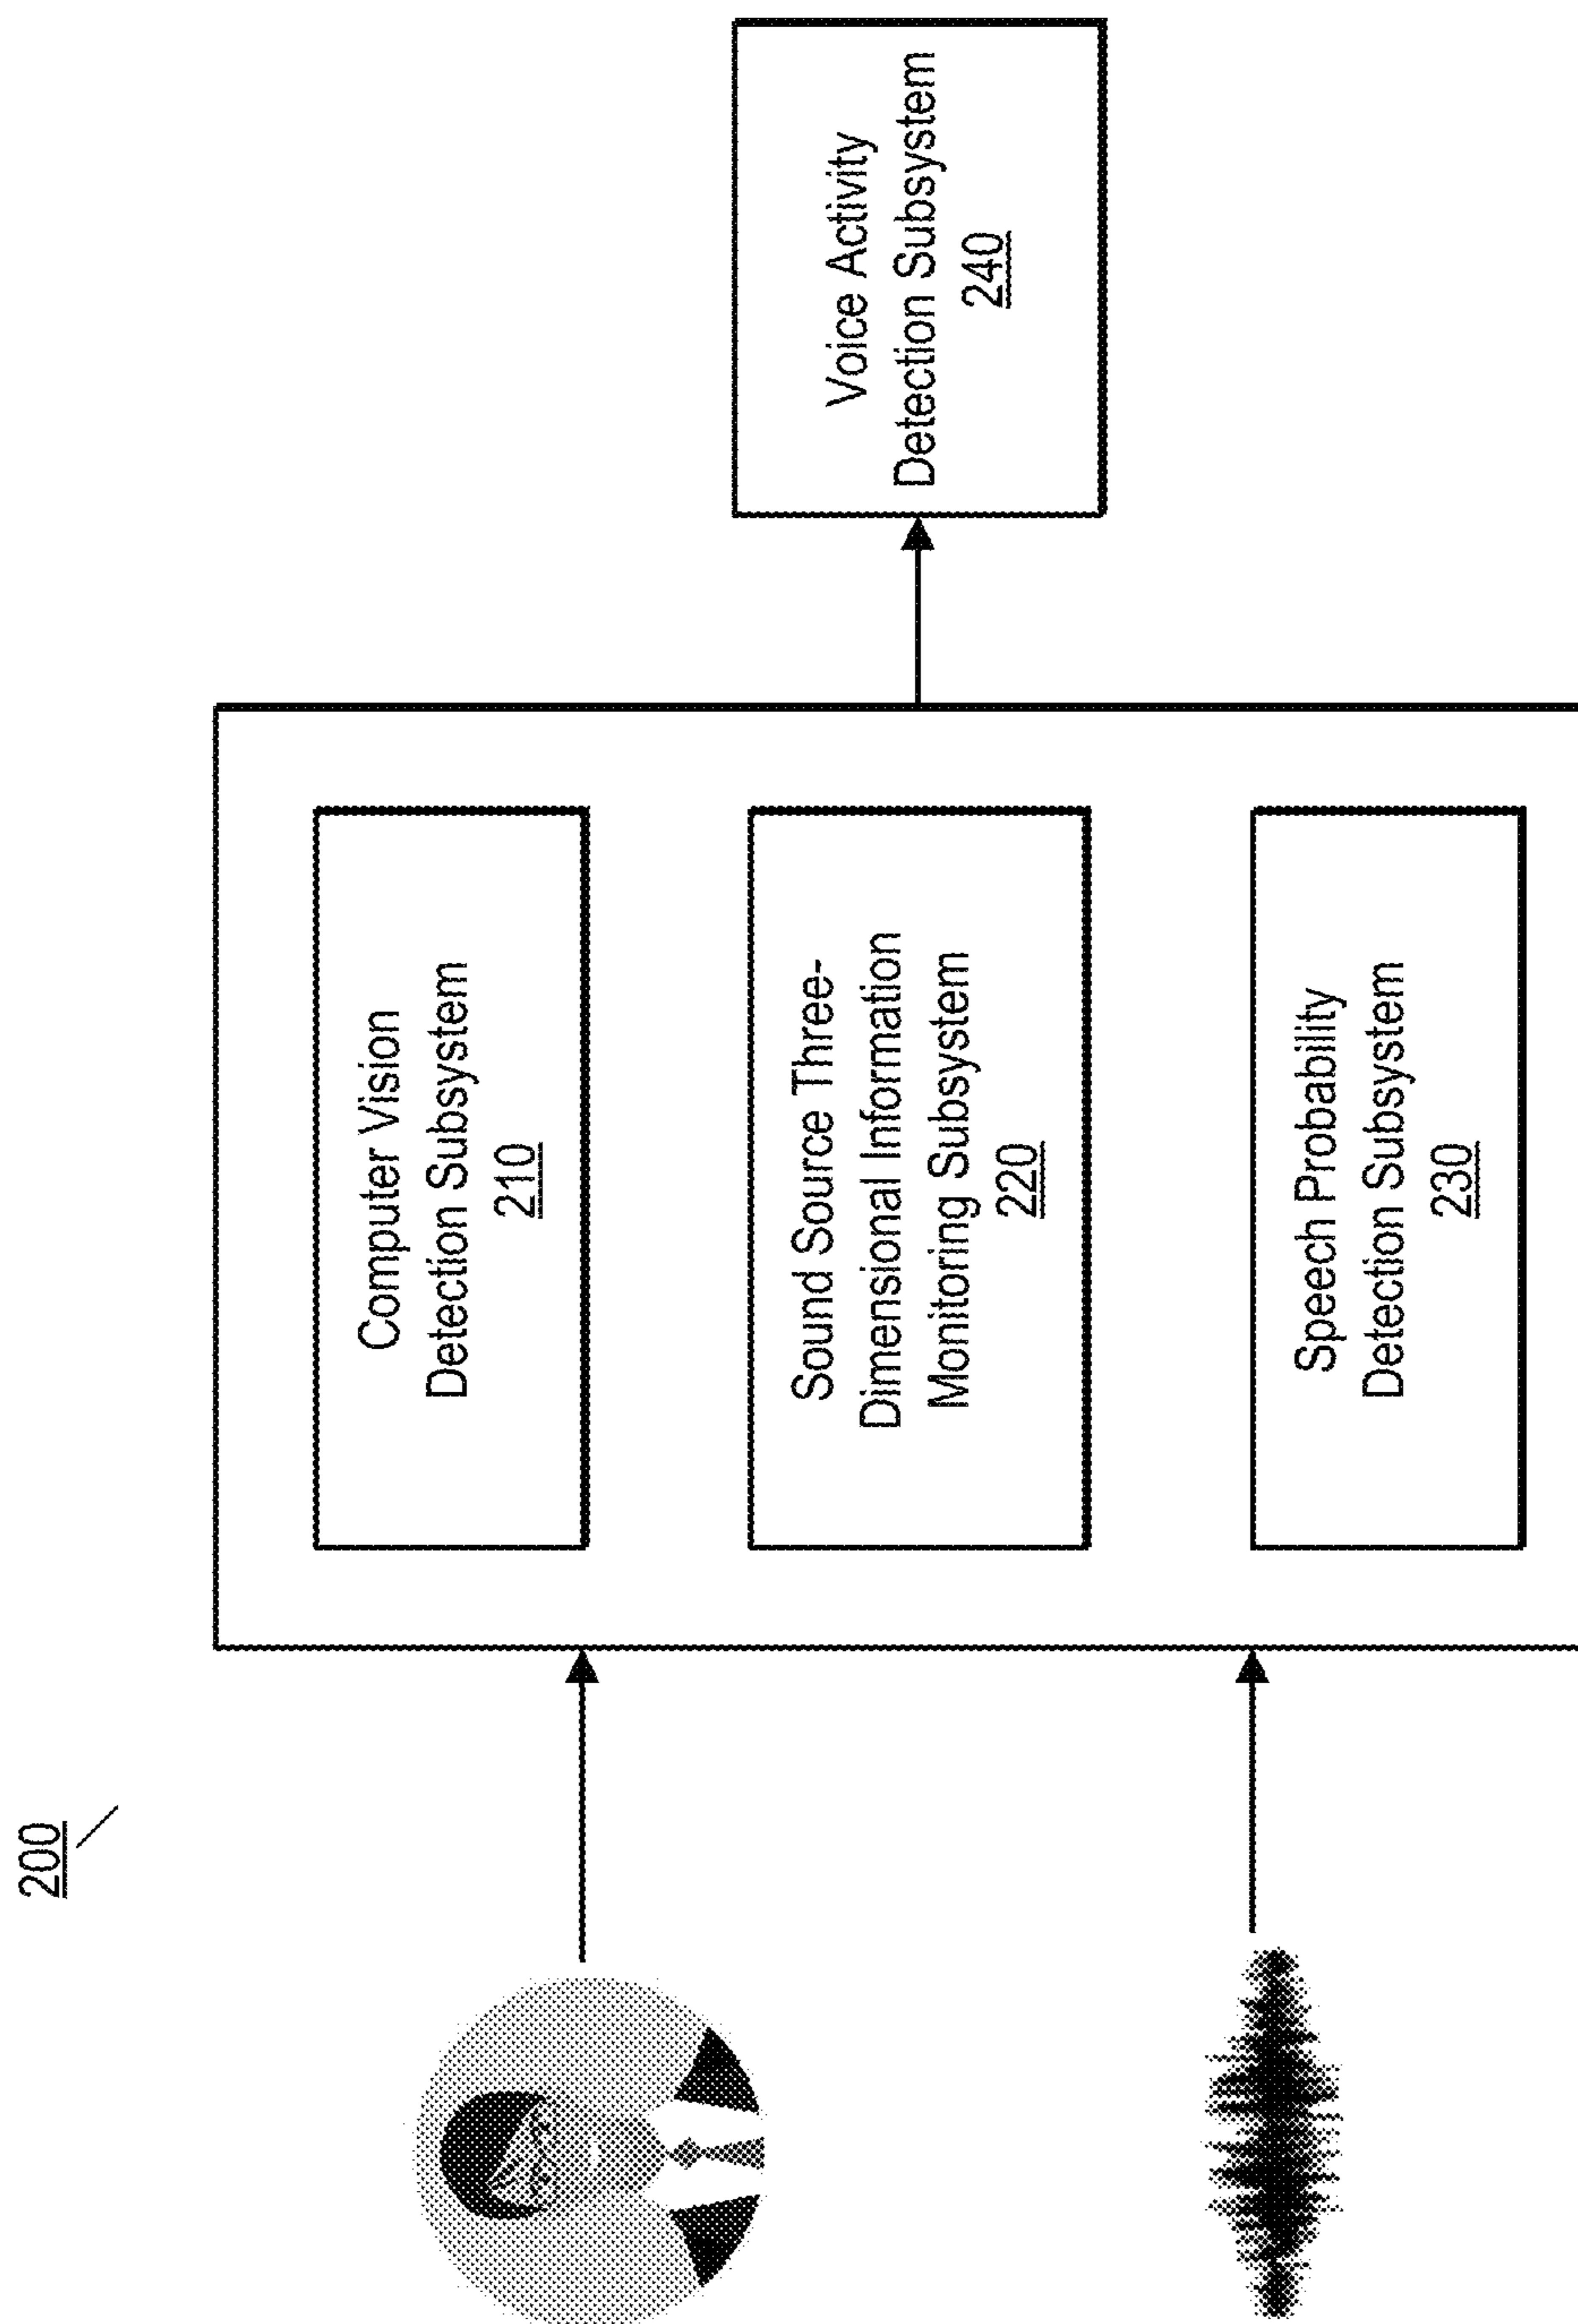 200
Computer Vision
Detection Subsystem
210
Sound Source Three-
Dimensional Information
Monitoring Subsystem
220
Speech Probability
Detection Subsystem
230
Voice Activity
Detection Subsystem
240